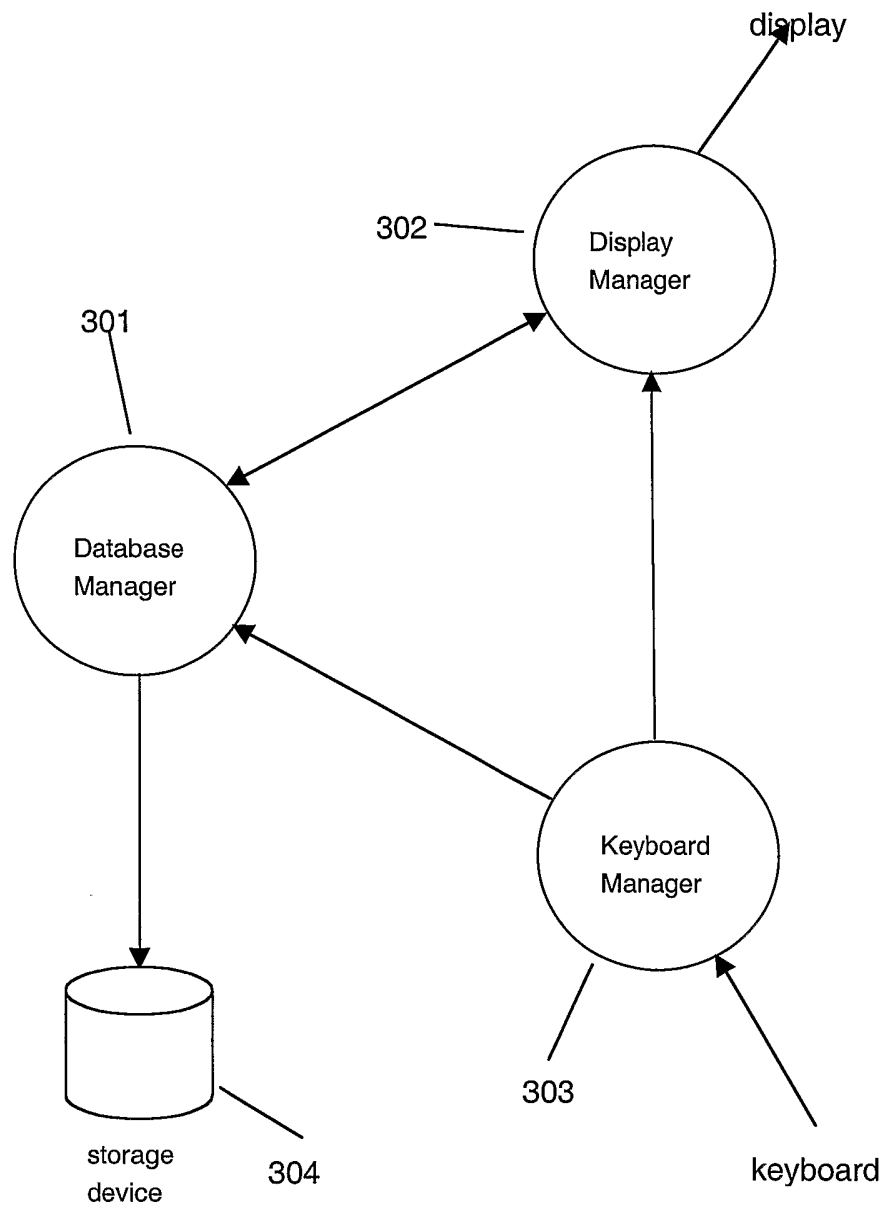 display
302
Display
Manager
301
Database
Manager
Keyboard
Manager
303
storage
device
304
keyboard